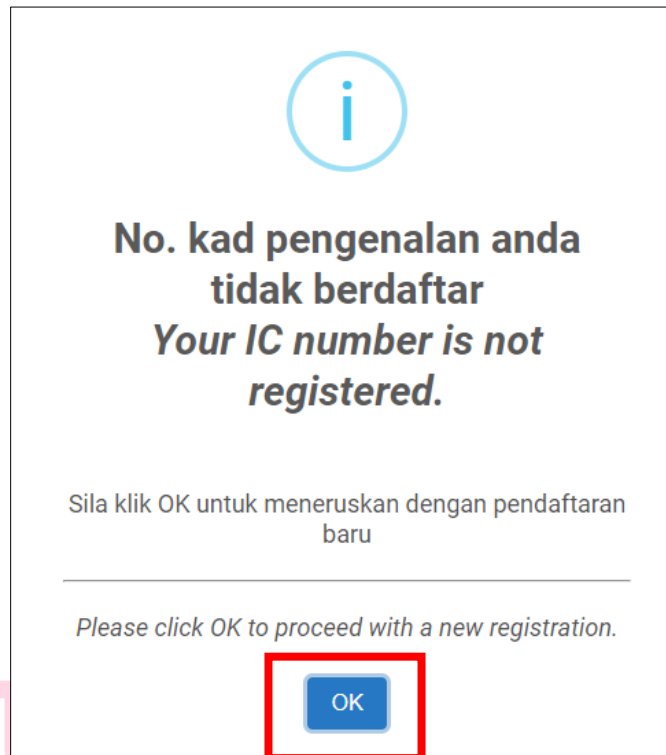 No. kad pengenalan anda
tidak berdaftar
Your IC number is not
registered.
Sila klik OK untuk meneruskan dengan pendaftaran
baru
Please click OK to proceed with a new registration.
OK